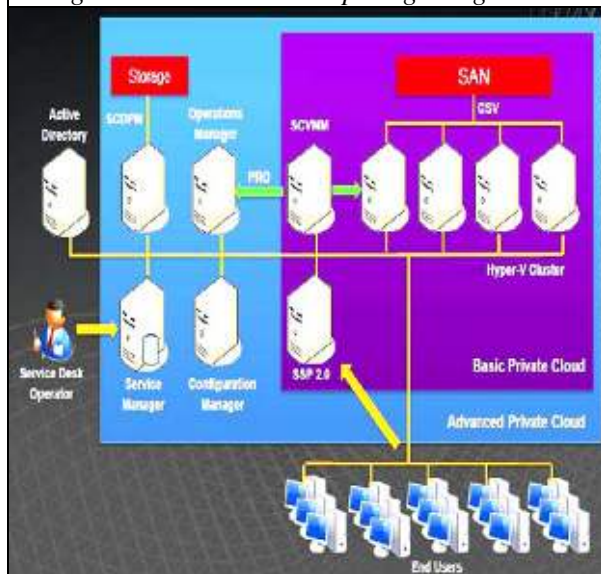 Storage
SAN
Active
Directory
SCDPM
Operations
Manager
SCVMM
CSV
PRO
Hyper-V Cluster
Service Desk
Operator
Service
Manager
Configuration
Manager
SSP 2.0
Basic Private Cloud
Advanced Private Cloud
End Users